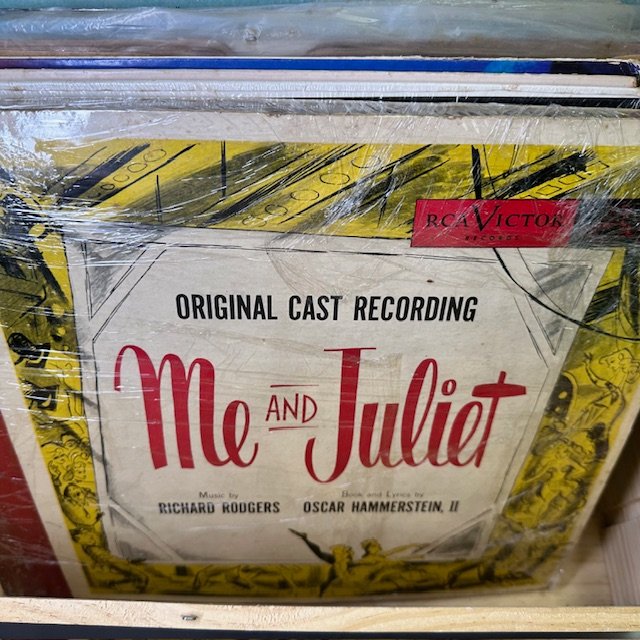 RCA VICTOR
RECORDS
ORIGINAL CAST RECORDING
Me AND Juliet
Music by
RICHARD RODGERS
Book and Lyrics by
OSCAR HAMMERSTEIN, II